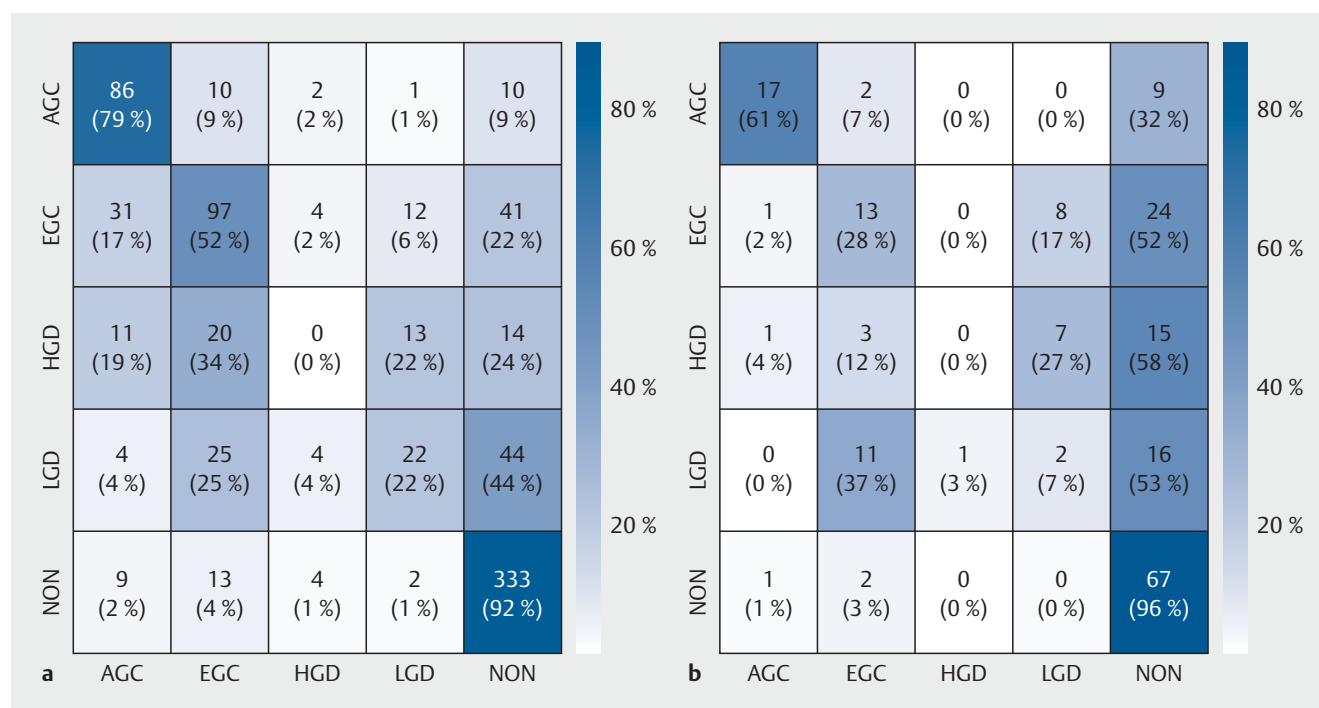 AGC 86 10 2 1 10
(79 %) (9 %) (2 %) (1 %) (9 %)
EGC 31 97 4 12 41
(17 %) (52 %) (2 %) (6 %) (22 %)
HGD 11 20 0 13 14
(19 %) (34 %) (0 %) (22 %) (24 %)
LGD 4 25 4 22 44
(4 %) (25 %) (4 %) (22 %) (44 %)
NON 9 13 4 2 333
(2 %) (4 %) (1 %) (1 %) (92 %)
a AGC EGC HGD LGD NON
80 %
60 %
40 %
20 %
AGC 17 2 0 0 9
(61 %) (7 %) (0 %) (0 %) (32 %)
EGC 1 13 0 8 24
(2 %) (28 %) (0 %) (17 %) (52 %)
HGD 1 3 0 7 15
(4 %) (12 %) (0 %) (27 %) (58 %)
LGD 0 11 1 2 16
(0 %) (37 %) (3 %) (7 %) (53 %)
NON 1 2 0 0 67
(1 %) (3 %) (0 %) (0 %) (96 %)
b AGC EGC HGD LGD NON
80 %
60 %
40 %
20 %